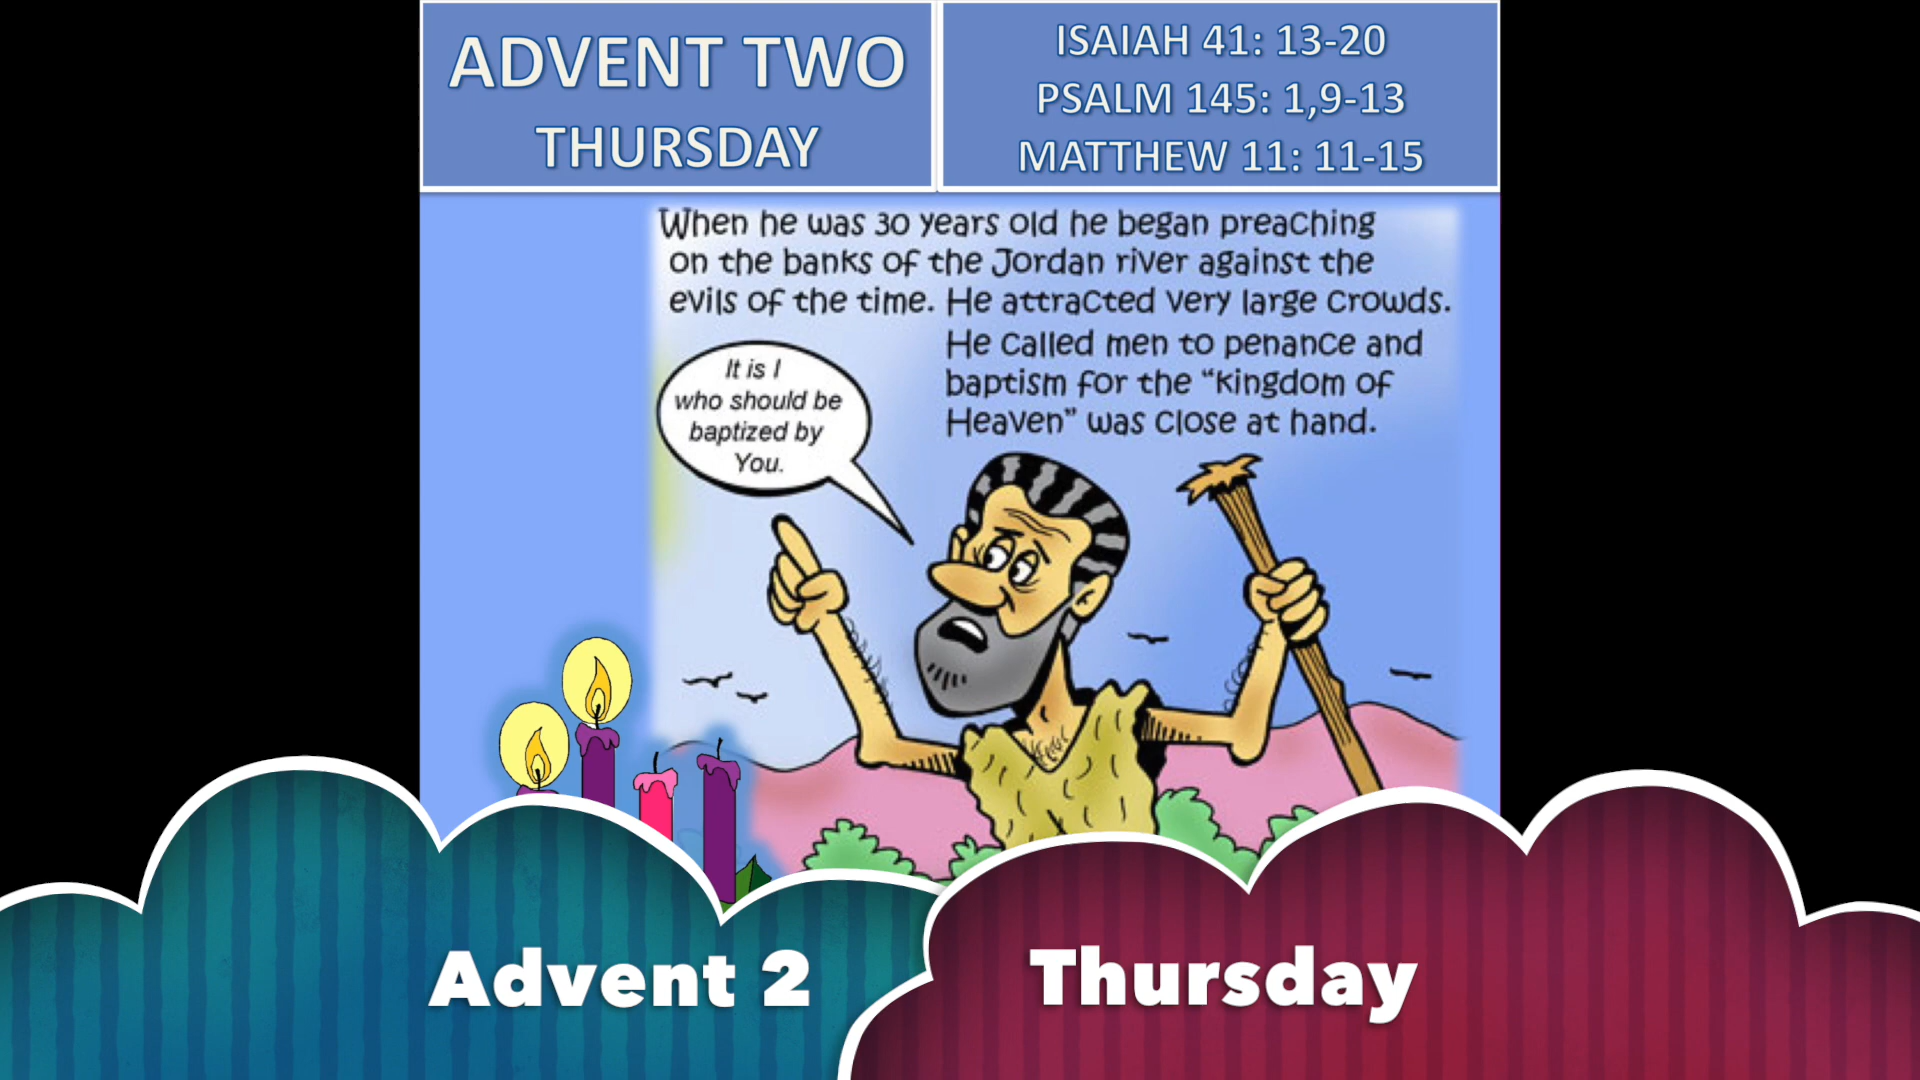 ADVENT TWO
THURSDAY
ISAIAH 41: 13-20
PSALM 145: 1,9-13
MATTHEW 11: 11-15
When he was 30 years old he began preaching
on the banks of the Jordan river against the
evils of the time. He attracted very large crowds.
He called men to penance and
baptism for the “kingdom of
Heaven” was close at hand.
It is I
who should be
baptized by
You.
Advent 2
Thursday